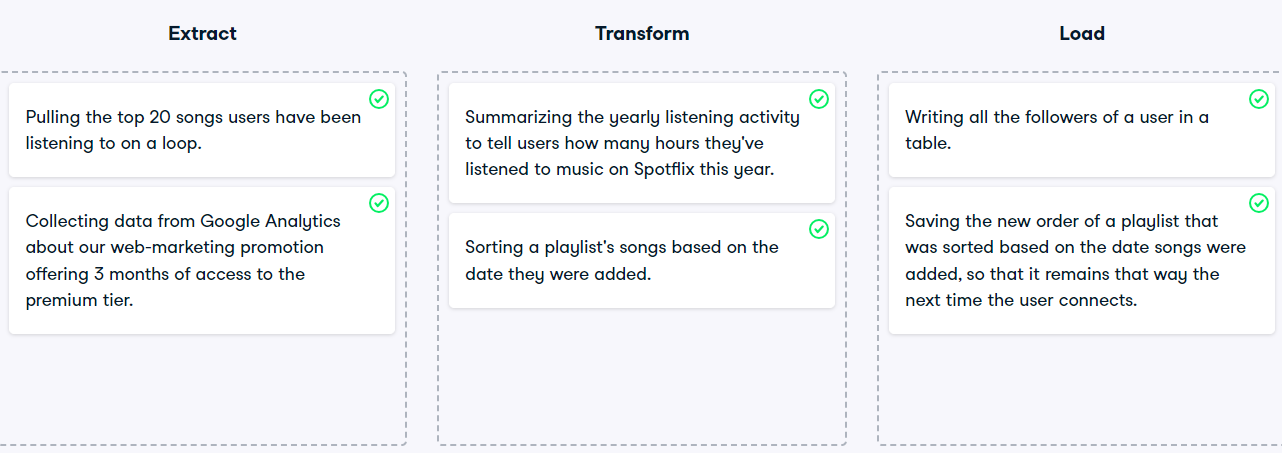 Extract
Pulling the top 20 songs users have been
listening to on a loop.
Collecting data from Google Analytics
about our web-marketing promotion
offering 3 months of access to the
premium tier.
Transform
Summarizing the yearly listening activity
to tell users how many hours they've
listened to music on Spotflix this year.
Sorting a playlist's songs based on the
date they were added.
Load
Writing all the followers of a user in a
table.
Saving the new order of a playlist that
was sorted based on the date songs were
added, so that it remains that way the
next time the user connects.